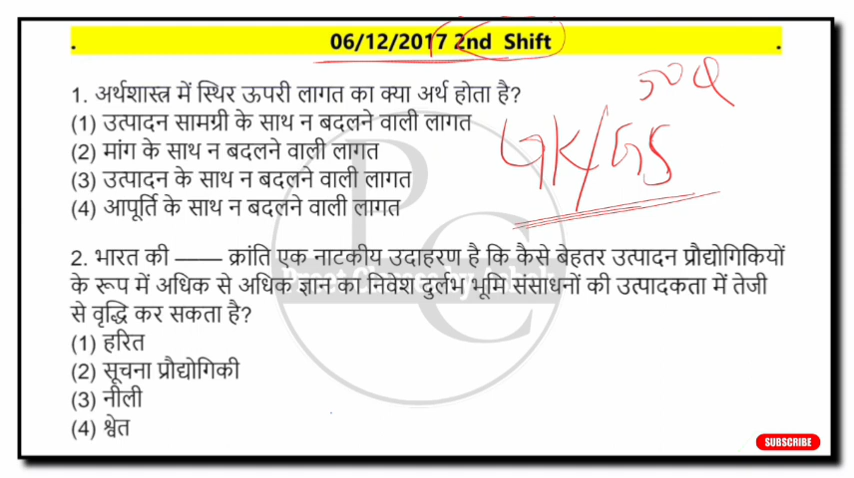 . 06/12/2017 2nd Shift .
30 Q
GK/GS
1. अर्थशास्त्र में स्थिर ऊपरी लागत का क्या अर्थ होता है?
(1) उत्पादन सामग्री के साथ न बदलने वाली लागत
(2) मांग के साथ न बदलने वाली लागत
(3) उत्पादन के साथ न बदलने वाली लागत
(4) आपूर्ति के साथ न बदलने वाली लागत
2. भारत की ——— क्रांति एक नाटकीय उदाहरण है कि कैसे बेहतर उत्पादन प्रौद्योगिकियों
के रूप में अधिक से अधिक ज्ञान का निवेश दुर्लभ भूमि संसाधनों की उत्पादकता में तेजी
से वृद्धि कर सकता है?
(1) हरित
(2) सूचना प्रौद्योगिकी
(3) नीली
(4) श्वेत
SUBSCRIBE